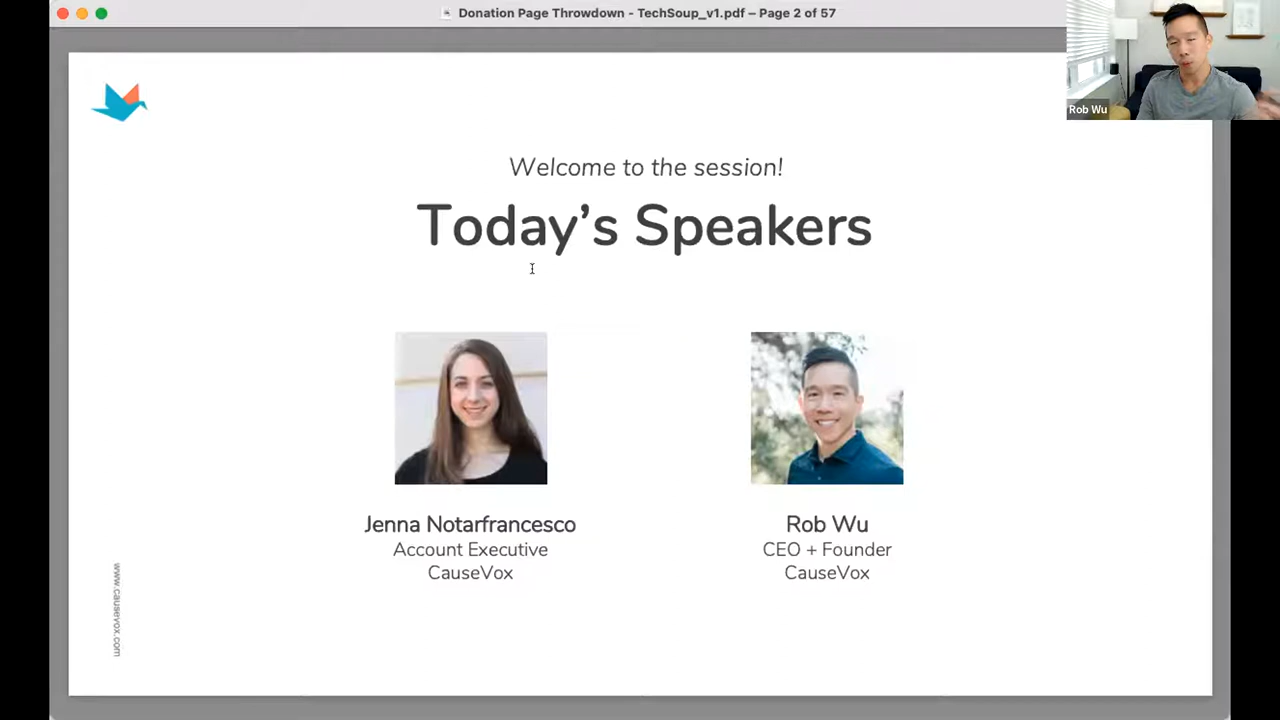 Donation Page Throwdown - TechSoup_v1.pdf – Page 2 of 57
Rob Wu
Welcome to the session!
Today’s Speakers
Jenna Notarfrancesco
Account Executive
CauseVox
Rob Wu
CEO + Founder
CauseVox
www.causevox.com